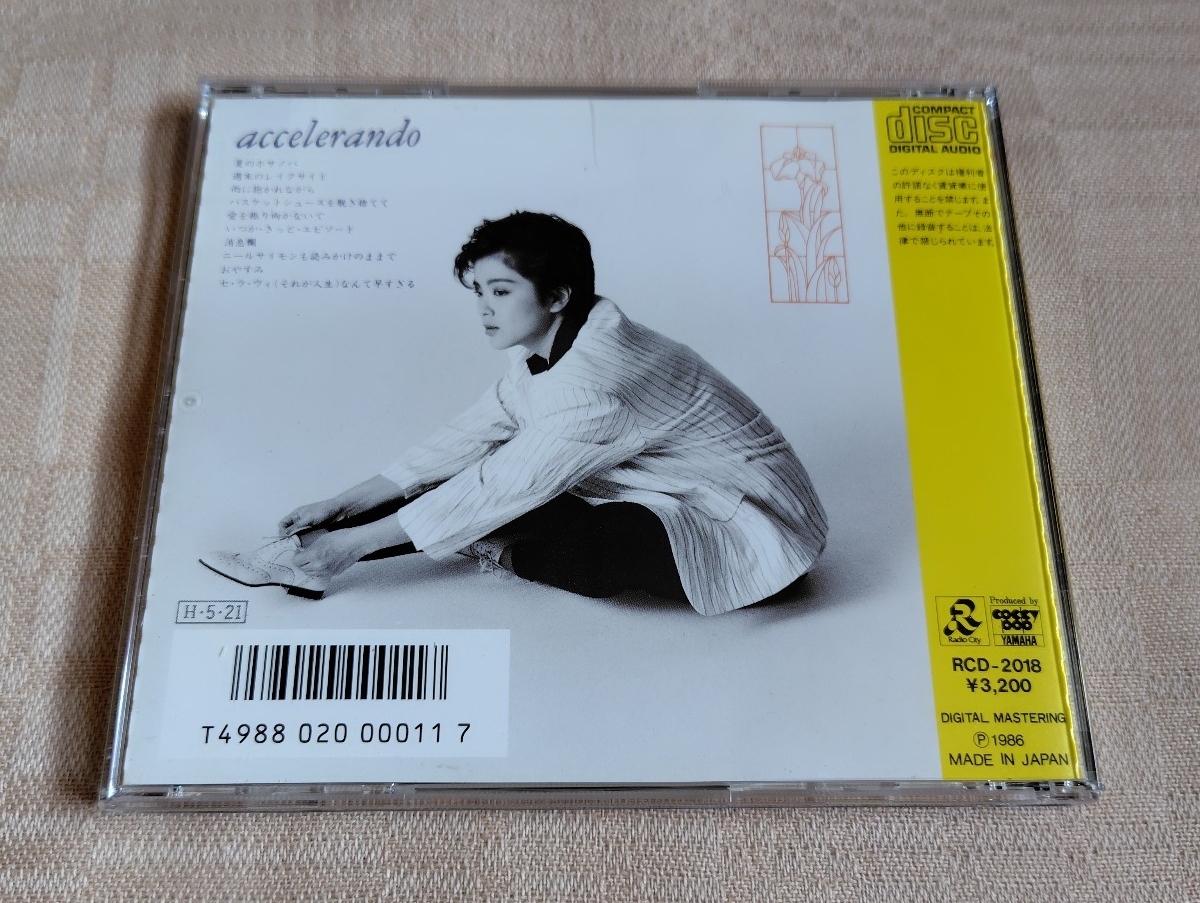 accelerando
夏のボサノバ
週末のレイクサイド
雨に抱かれながら
バスケットシューズを脱ぎ捨てて
愛を振り向かないで
いつか・きっと・エピソード
消息欄
ニールサイモンも読みかけのままで
おやすみ
セ・ラ・ヴィ(それが人生)なんて早すぎる
H・5・21
T4988 020 00011 7
COMPACT
disc
DIGITAL AUDIO
このディスクは権利者
の許諾なく賃貸業に使
用することを禁じます。ま
た、無断でテープその
他に録音することは、法
律で禁じられています。
R
Radio City
Produced by
cocky
pop
YAMAHA
RCD-2018
¥3,200
DIGITAL MASTERING
Ⓟ1986
MADE IN JAPAN